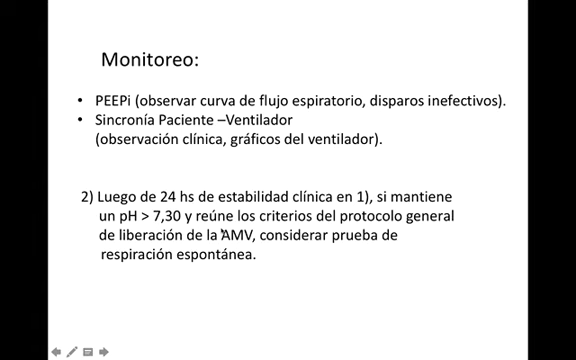 Monitoreo:
• PEEPi (observar curva de flujo espiratorio, disparos inefectivos).
• Sincronía Paciente –Ventilador
(observación clínica, gráficos del ventilador).
2) Luego de 24 hs de estabilidad clínica en 1), si mantiene
un pH > 7,30 y reúne los criterios del protocolo general
de liberación de la AMV, considerar prueba de
respiración espontánea.